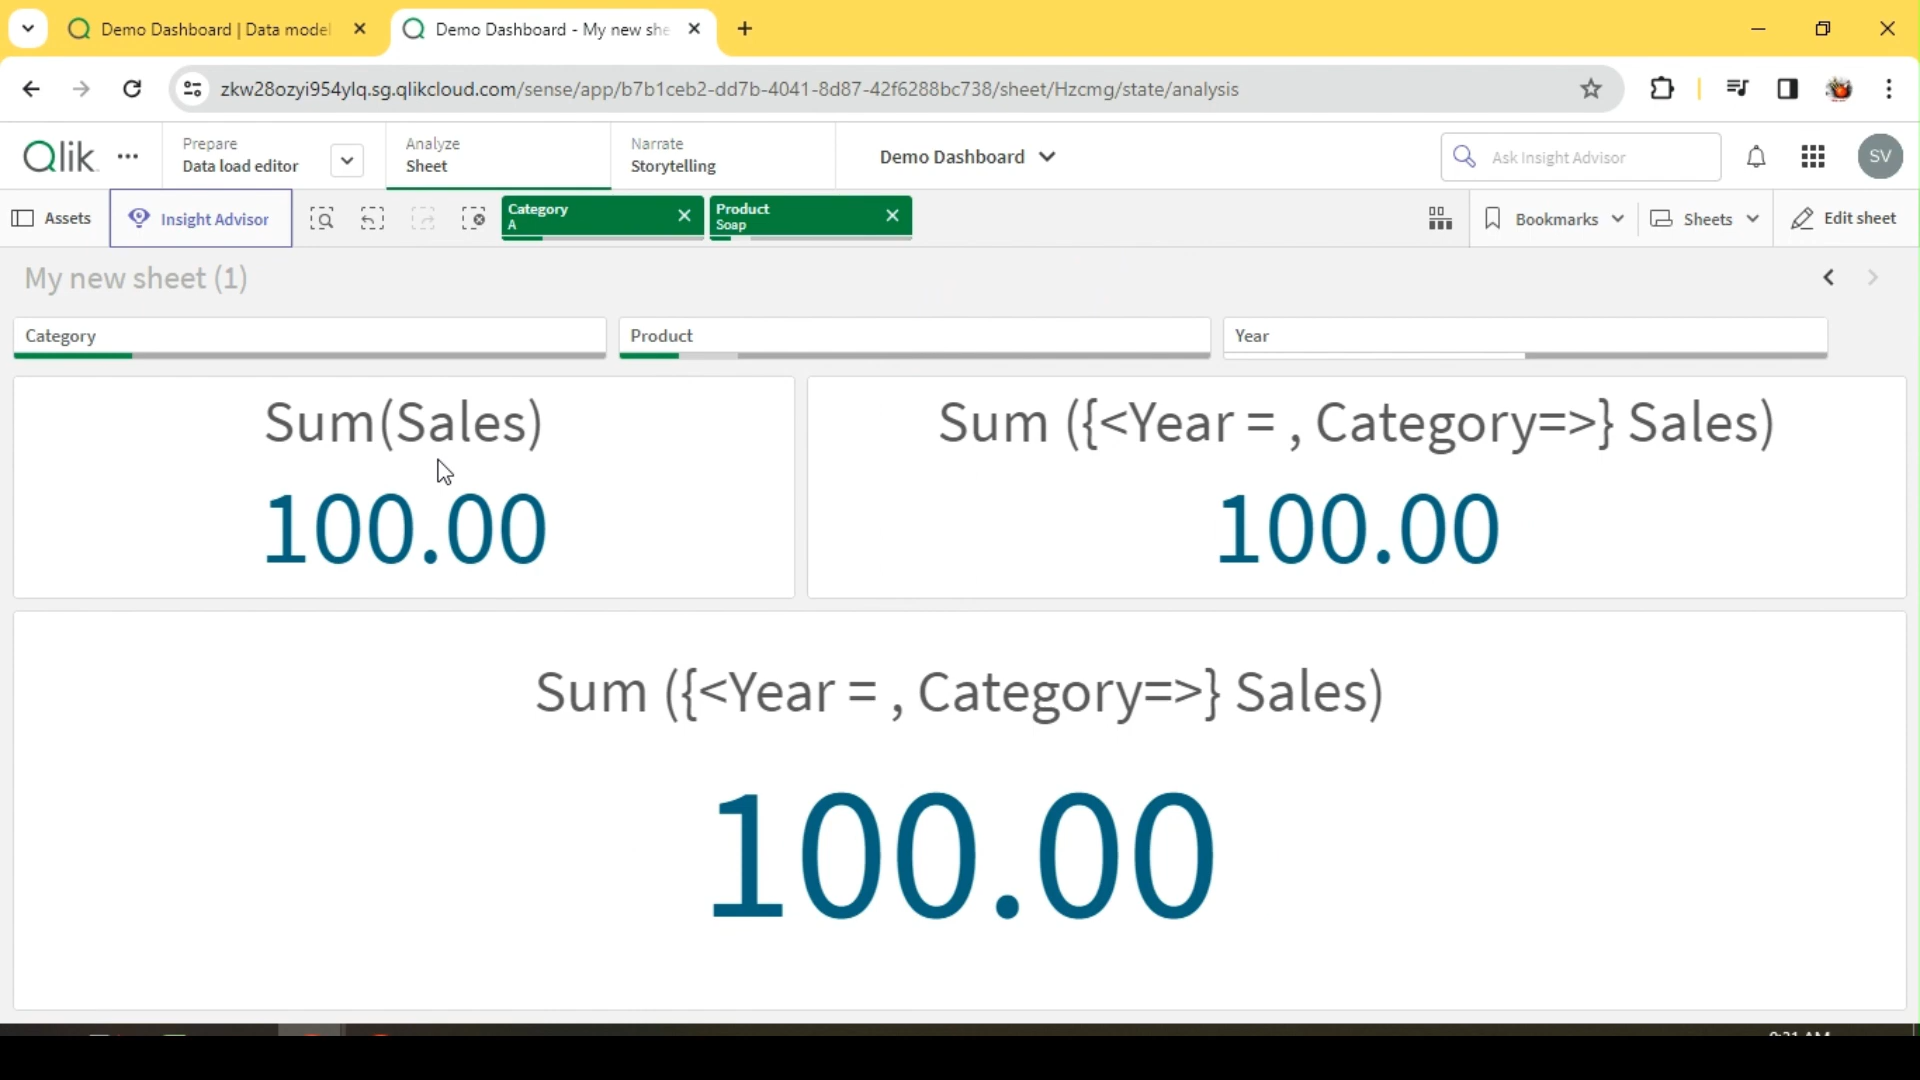 Demo Dashboard | Data model
Demo Dashboard - My new she
zkw28ozyi954ylq.sg.qlikcloud.com/sense/app/b7b1ceb2-dd7b-4041-8d87-42f6288bc738/sheet/Hzcmg/state/analysis
Qlik
Prepare
Data load editor
Analyze
Sheet
Narrate
Storytelling
Demo Dashboard
Ask Insight Advisor
SV
Assets
Insight Advisor
Category
A
Product
Soap
Bookmarks
Sheets
Edit sheet
My new sheet (1)
Category
Product
Year
Sum(Sales)
100.00
Sum ({<Year = , Category=>} Sales)
100.00
Sum ({<Year = , Category=>} Sales)
100.00